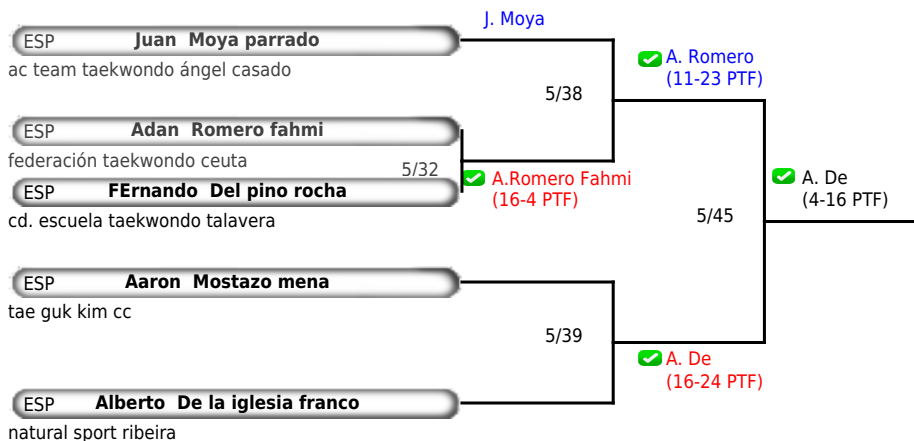 J. Moya
ESP Juan Moya parrado
ac team taekwondo ángel casado
A. Romero
(11-23 PTF)
5/38
ESP Adan Romero fahmi
federación taekwondo ceuta
5/32
A.Romero Fahmi
(16-4 PTF)
ESP FErnando Del pino rocha
cd. escuela taekwondo talavera
A. De
(4-16 PTF)
5/45
ESP Aaron Mostazo mena
tae guk kim cc
5/39
A. De
(16-24 PTF)
ESP Alberto De la iglesia franco
natural sport ribeira